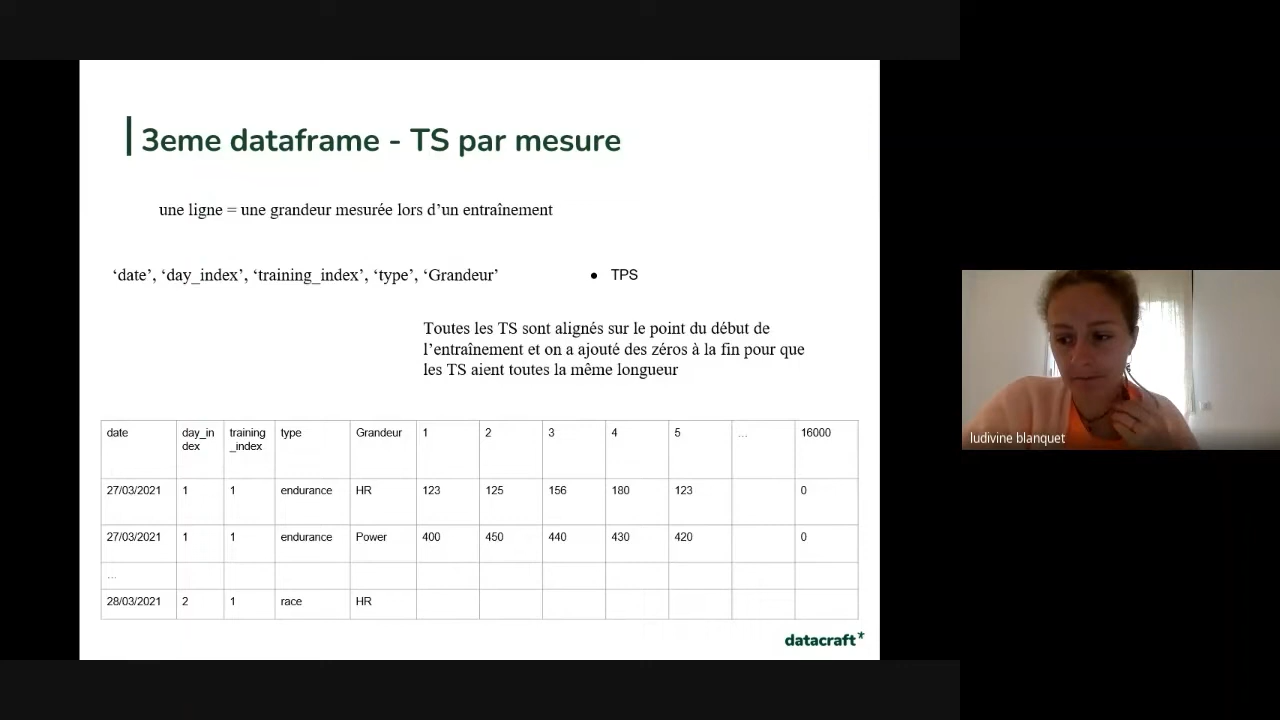 3eme dataframe - TS par mesure
une ligne = une grandeur mesurée lors d’un entraînement
‘date’, ‘day_index’, ‘training_index’, ‘type’, ‘Grandeur’
● TPS
Toutes les TS sont alignés sur le point du début de
l’entraînement et on a ajouté des zéros à la fin pour que
les TS aient toutes la même longueur
date day_in training type Grandeur 1 2 3 4 5 ... 16000
dex _index
27/03/2021 1 1 endurance HR 123 125 156 180 123 0
27/03/2021 1 1 endurance Power 400 450 440 430 420 0
...
28/03/2021 2 1 race HR
datacraft*
ludivine blanquet